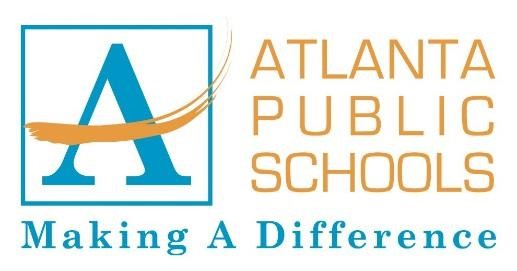 A
ATLANTA
PUBLIC
SCHOOLS
Making A Difference